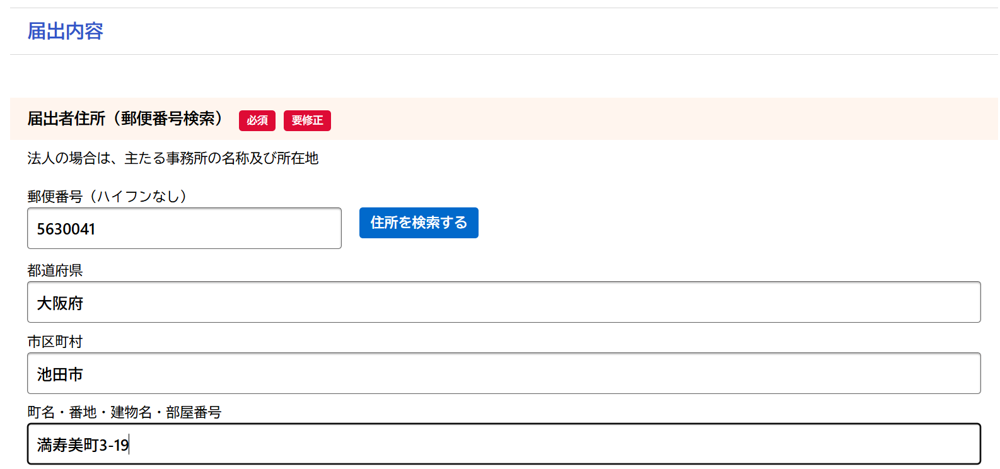 届出内容
届出者住所（郵便番号検索） 必須 要修正
法人の場合は、主たる事務所の名称及び所在地
郵便番号（ハイフンなし）
5630041 住所を検索する
都道府県
大阪府
市区町村
池田市
町名・番地・建物名・部屋番号
満寿美町3-19